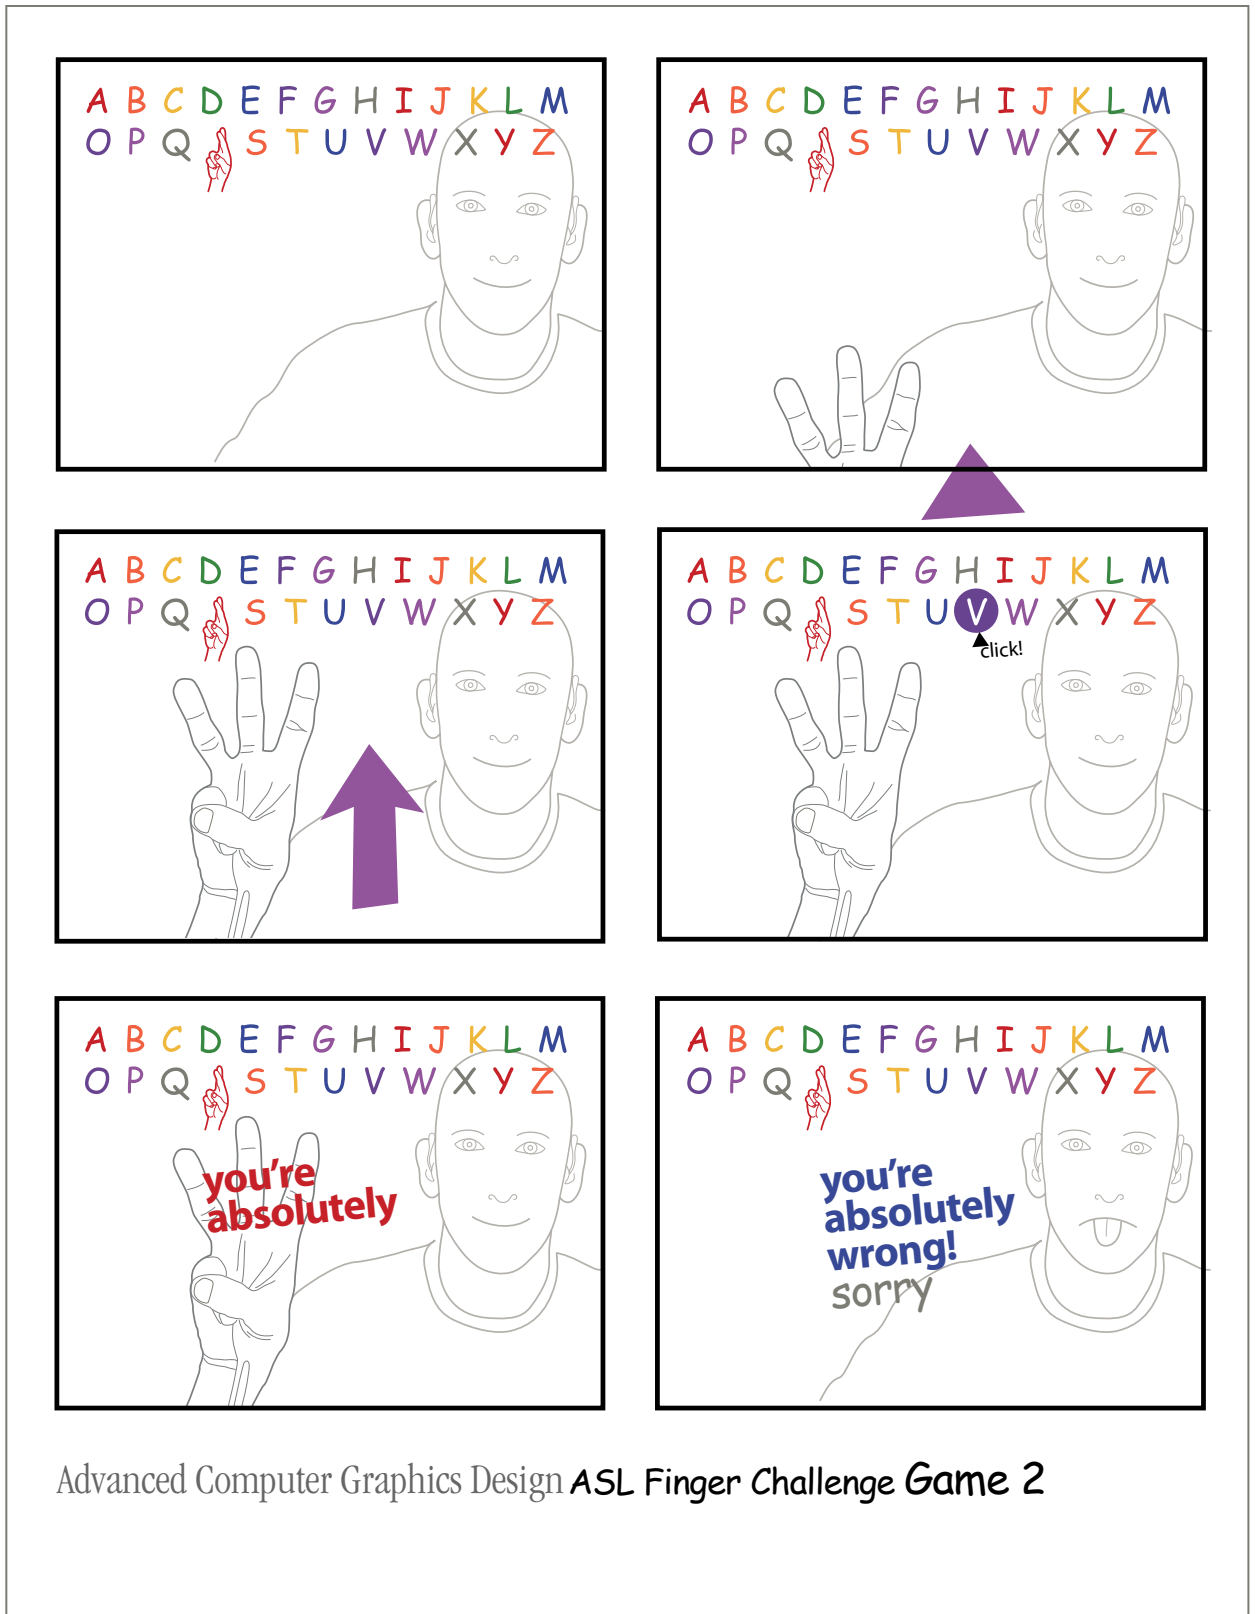 A B C D E F G H I J K L M
O P Q S T U V W X Y Z
A B C D E F G H I J K L M
O P Q S T U V W X Y Z
A B C D E F G H I J K L M
O P Q S T U V W X Y Z
A B C D E F G H I J K L M
O P Q S T U V W X Y Z
click!
A B C D E F G H I J K L M
O P Q S T U V W X Y Z
you're
absolutely
A B C D E F G H I J K L M
O P Q S T U V W X Y Z
you're
absolutely
wrong!
sorry
Advanced Computer Graphics Design ASL Finger Challenge Game 2